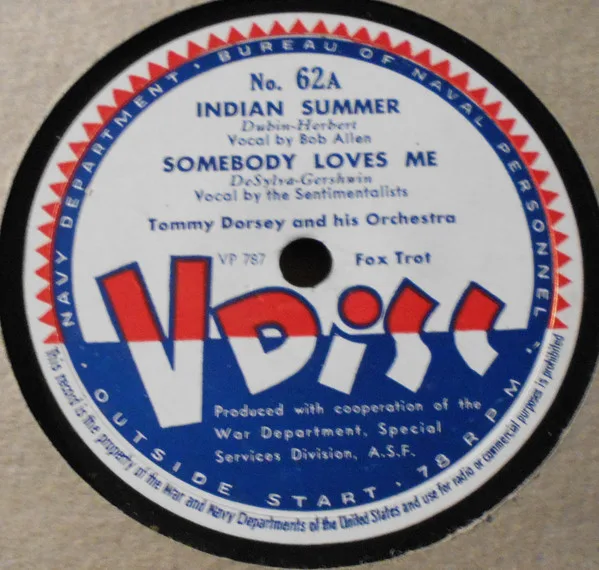 NAVY DEPARTMENT · BUREAU OF NAVAL PERSONNEL ·
No. 62A
INDIAN SUMMER
Dubin-Herbert
Vocal by Bob Allen
SOMEBODY LOVES ME
DeSylva-Gershwin
Vocal by the Sentimentalists
Tommy Dorsey and his Orchestra
VP 787
Fox Trot
V DISC
Produced with cooperation of the
War Department, Special
Services Division, A.S.F.
· OUTSIDE START · 78 RPM ·
This record is the property of the War and Navy Departments of the United States and use for radio or commercial purposes is prohibited